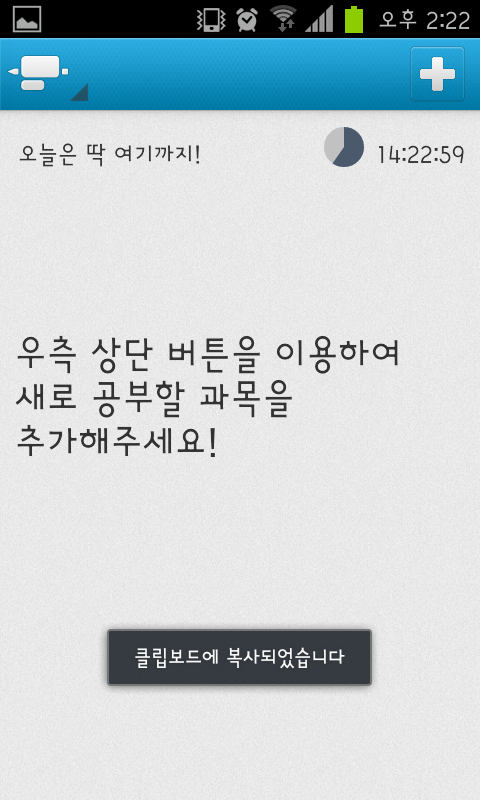 오후 2:22
오늘은 딱 여기까지! 14:22:59
우측 상단 버튼을 이용하여
새로 공부할 과목을
추가해주세요!
클립보드에 복사되었습니다